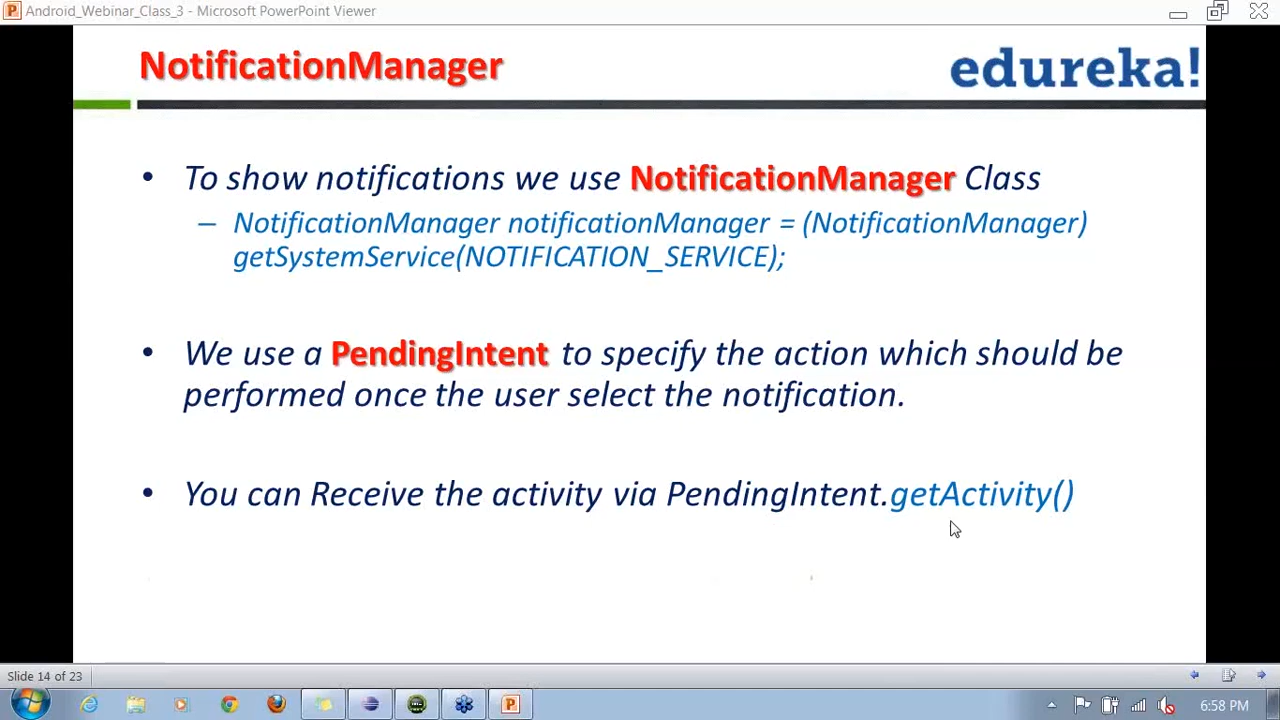 Android_Webinar_Class_3 - Microsoft PowerPoint Viewer
NotificationManager
edureka!
• To show notifications we use NotificationManager Class
– NotificationManager notificationManager = (NotificationManager)
getSystemService(NOTIFICATION_SERVICE);
• We use a PendingIntent to specify the action which should be
performed once the user select the notification.
• You can Receive the activity via PendingIntent.getActivity()
Slide 14 of 23
6:58 PM